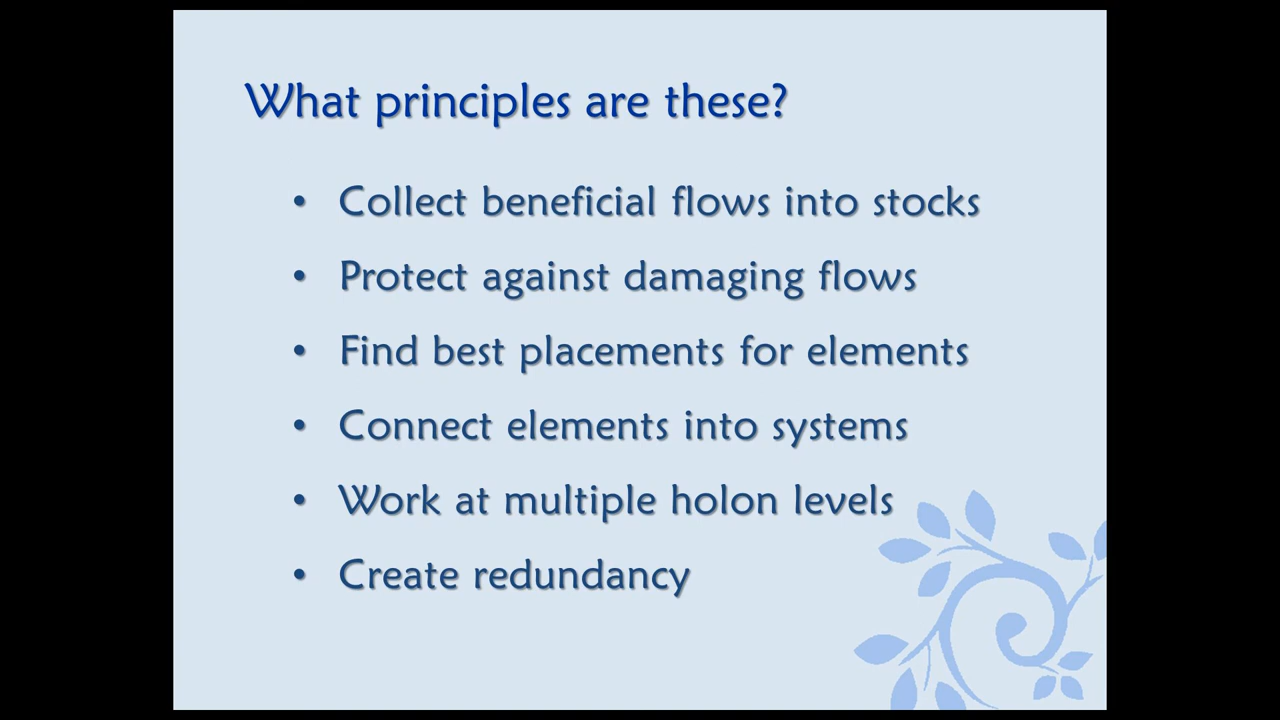 What principles are these?
• Collect beneficial flows into stocks
• Protect against damaging flows
• Find best placements for elements
• Connect elements into systems
• Work at multiple holon levels
• Create redundancy